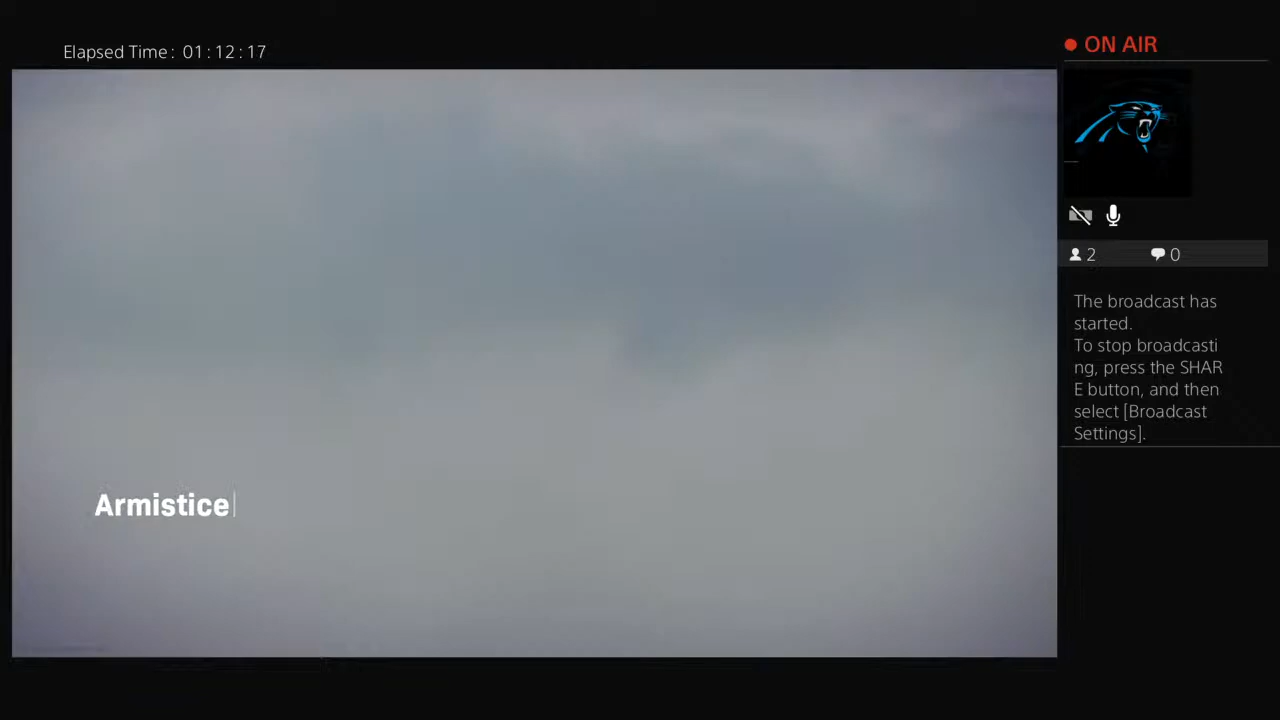 Elapsed Time: 01:12:17
ON AIR
2 0
The broadcast has
started.
To stop broadcasti
ng, press the SHAR
E button, and then
select [Broadcast
Settings].
Armistice